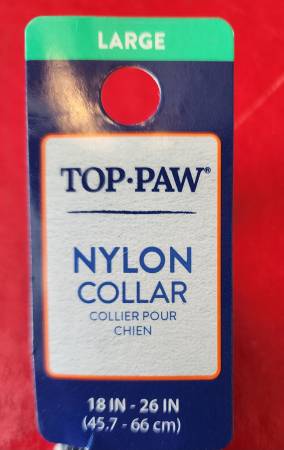 LARGE
TOP·PAW®
NYLON
COLLAR
COLLIER POUR
CHIEN
18 IN - 26 IN
(45.7 - 66 cm)